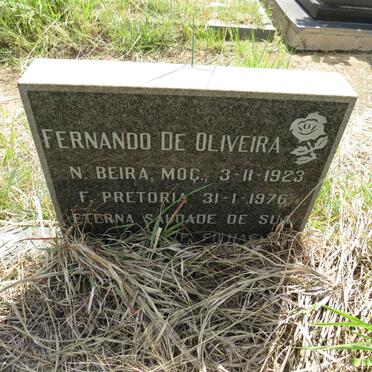 FERNANDO DE OLIVEIRA
N. BEIRA, MOÇ., 3-11-1923
F. PRETORIA 31-1-1976
ETERNA SAUDADE DE SUA